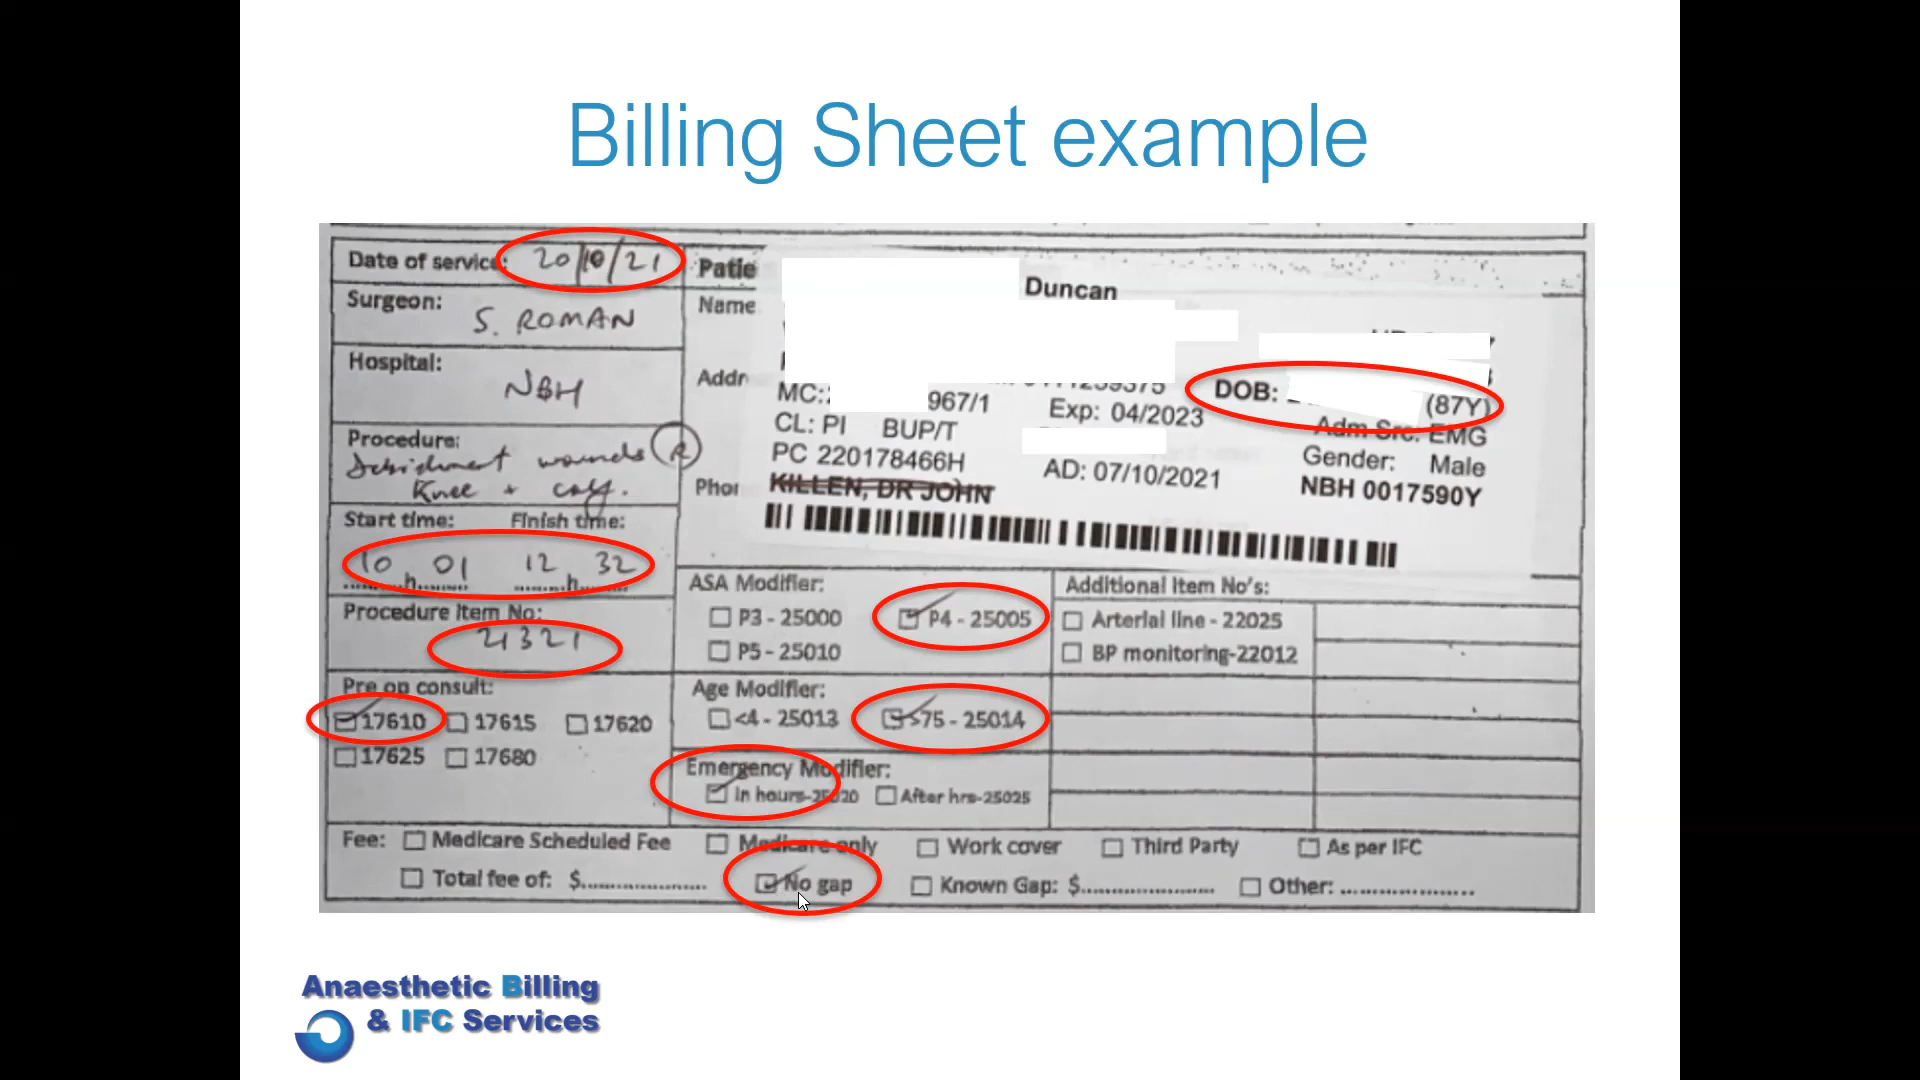 Billing Sheet example
Date of service: 20/10/21
Surgeon:
S. ROMAN
Hospital:
NBH
Procedure:
Debridment wounds (R)
Knee + calf.
Start time: Finish time:
10 h 01 12 h 32
Procedure Item No:
21321
Pre op consult:
17610 17615 17620
17625 17680
Patie
Name
Addr
Phon
Duncan
MC: 967/1
CL: PI BUP/T
PC 220178466H
KILLEN, DR JOHN
Exp: 04/2023
AD: 07/10/2021
DOB: (87Y)
Adm Src: EMG
Gender: Male
NBH 0017590Y
ASA Modifier:
P3 - 25000 P4 - 25005
P5 - 25010
Age Modifier:
<4 - 25013 >75 - 25014
Emergency Modifier:
In hours-25020 After hrs-25025
Additional Item No's:
Arterial line - 22025
BP monitoring-22012
Fee: Medicare Scheduled Fee Medicare only Work cover Third Party As per IFC
Total fee of: $.................... No gap Known Gap: $.................... Other: ....................
Anaesthetic Billing
& IFC Services